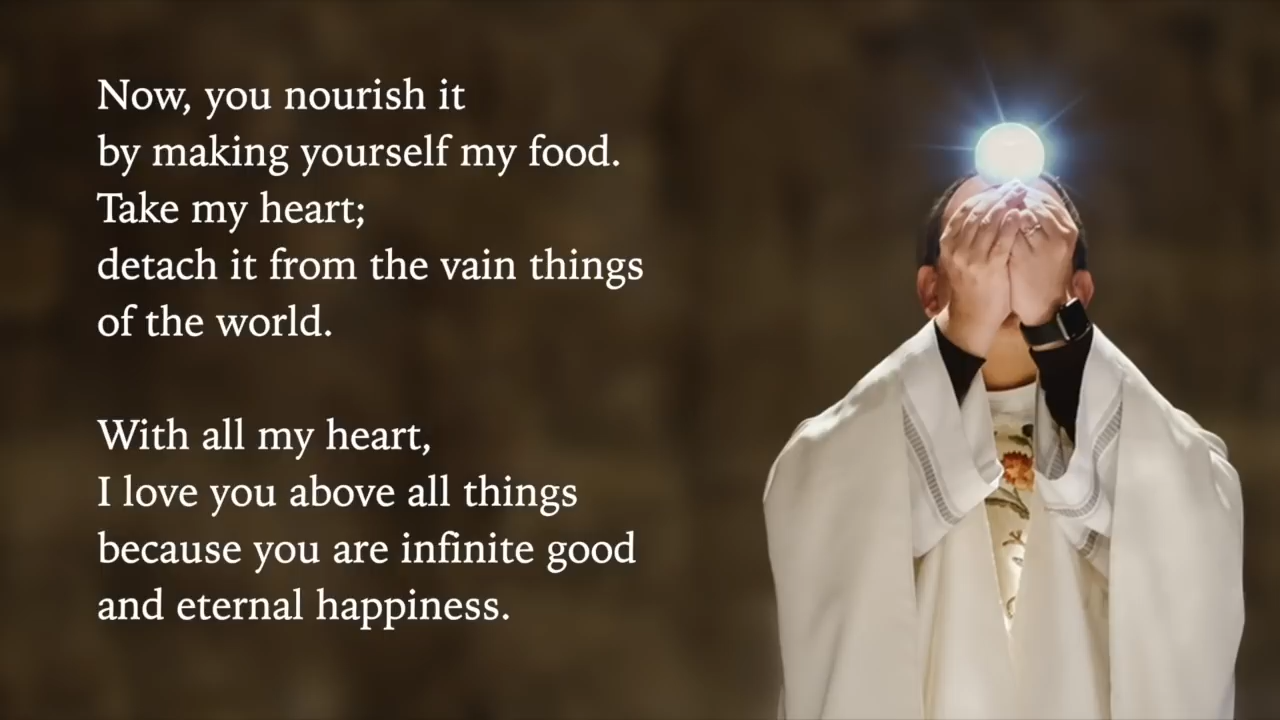 Now, you nourish it
by making yourself my food.
Take my heart;
detach it from the vain things
of the world.
With all my heart,
I love you above all things
because you are infinite good
and eternal happiness.